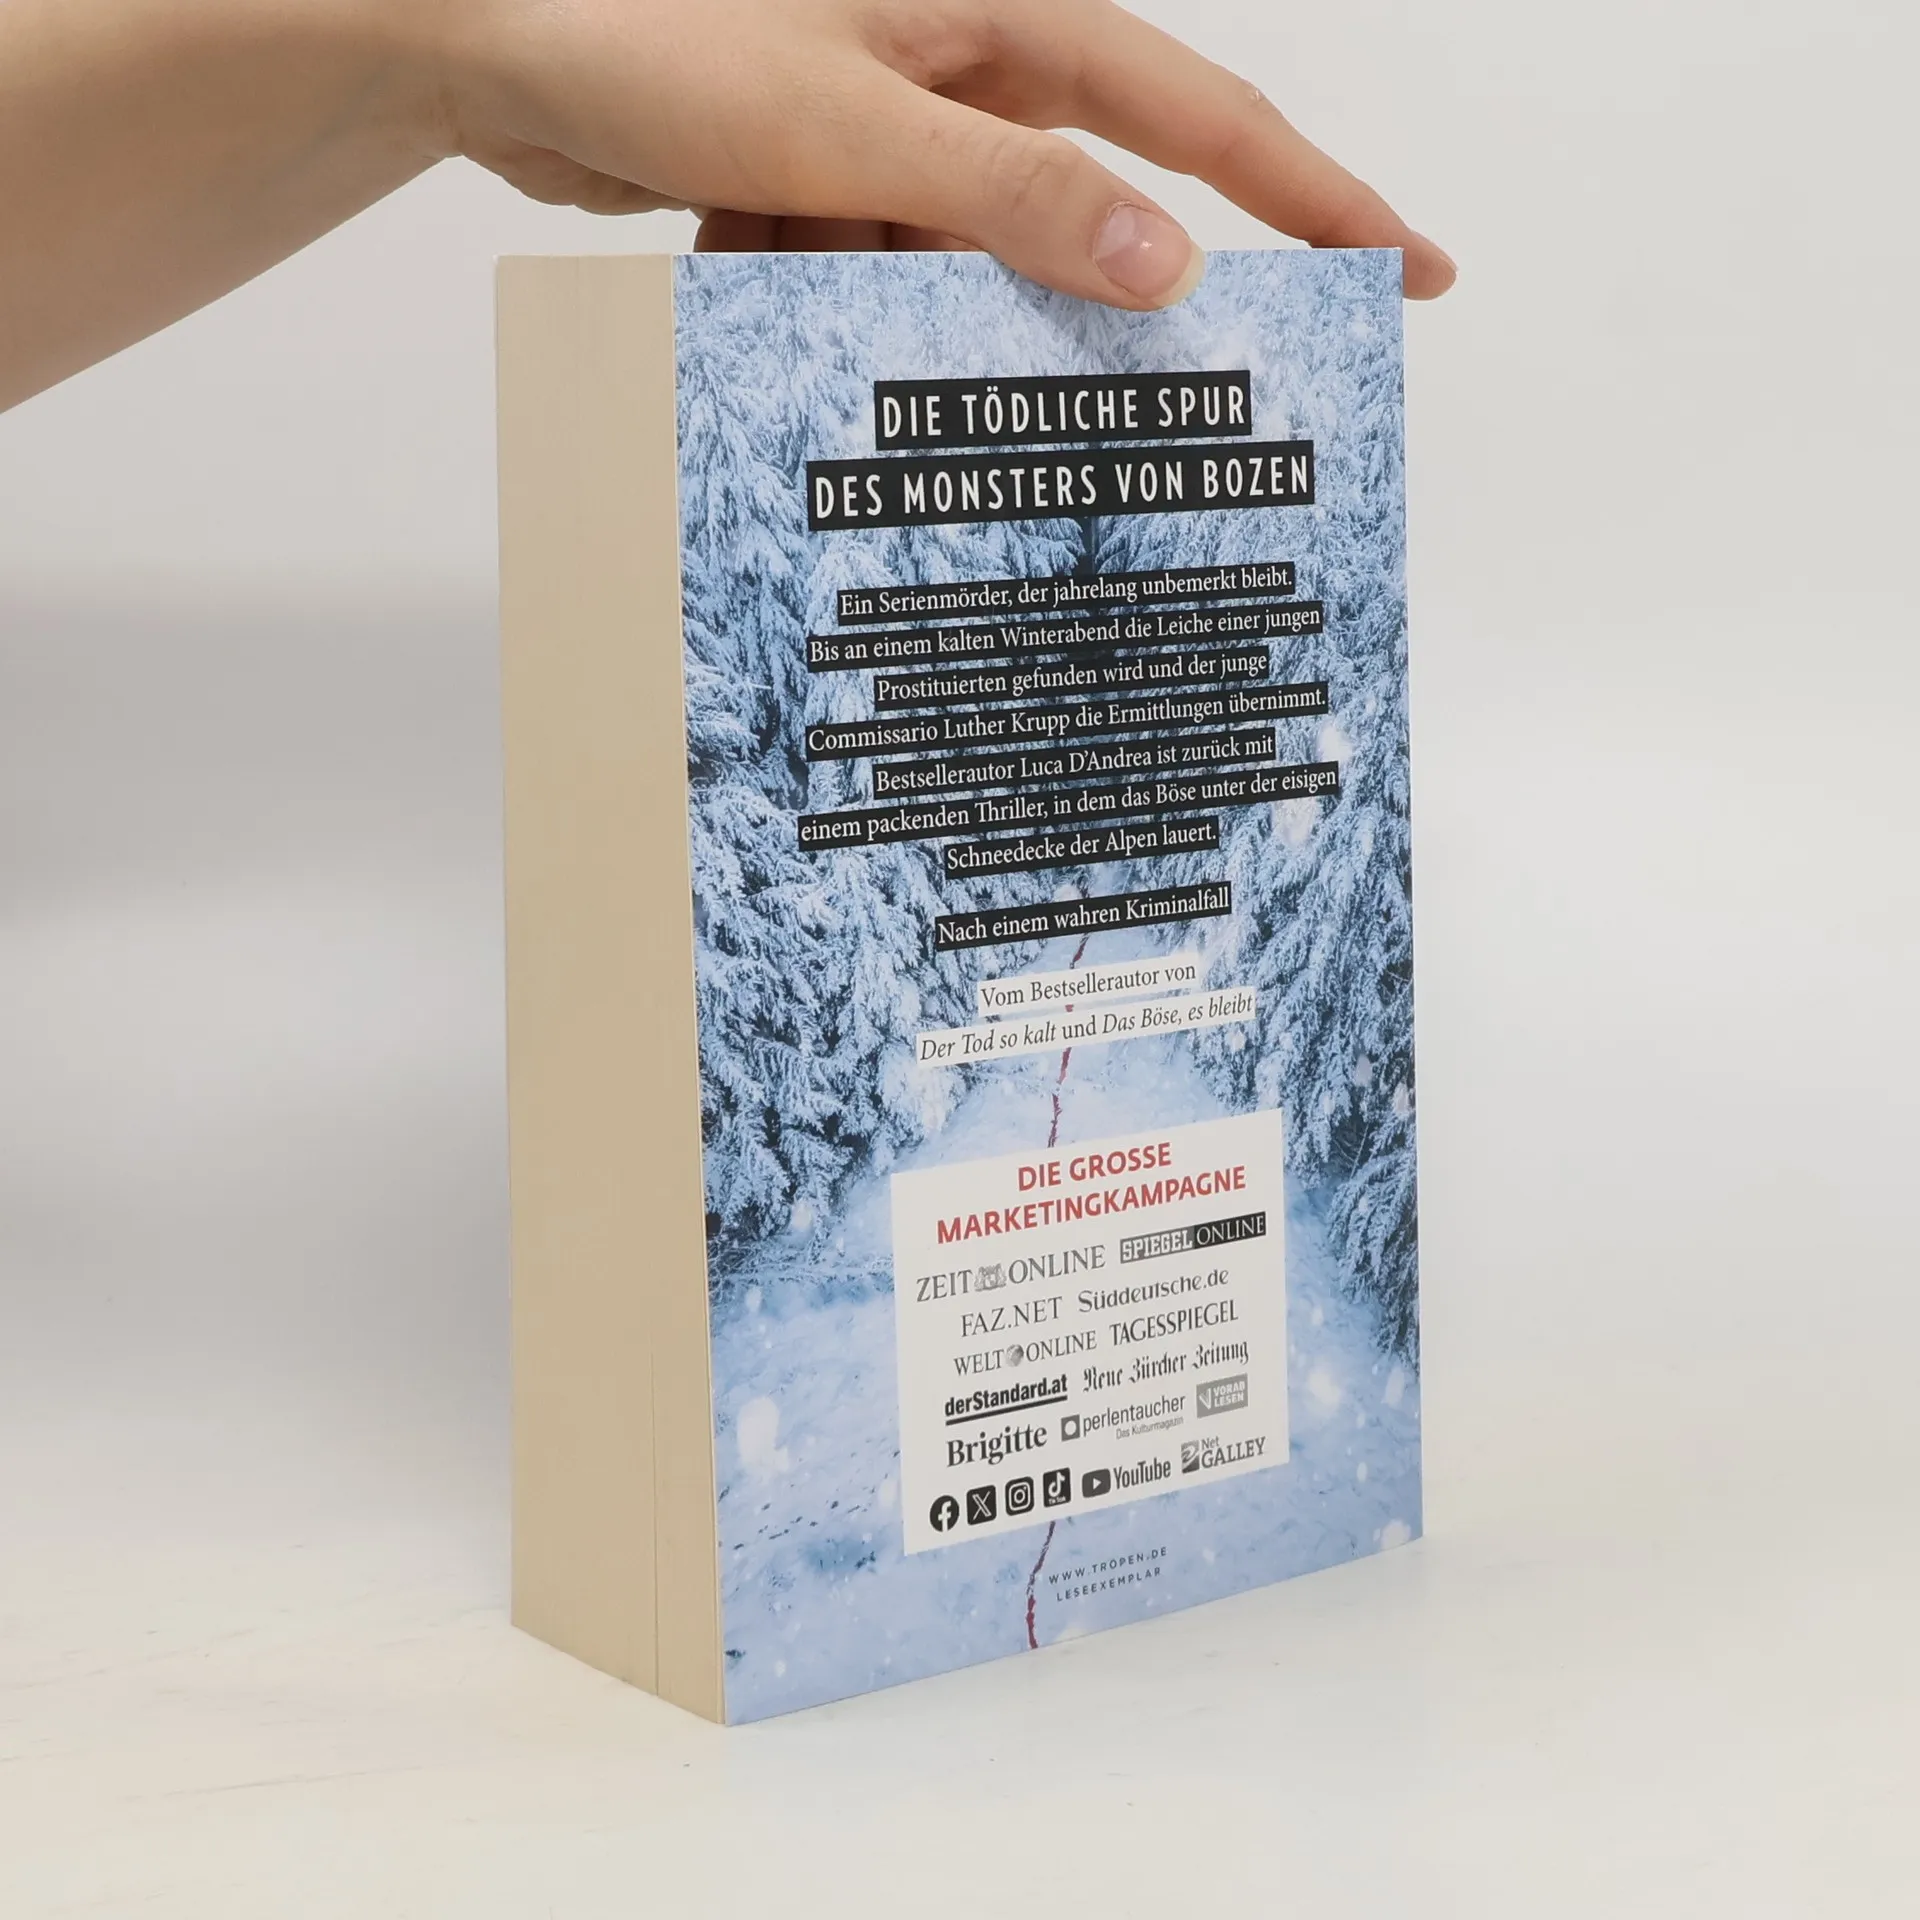 DIE TÖDLICHE SPUR
DES MONSTERS VON BOZEN
Ein Serienmörder, der jahrelang unbemerkt bleibt.
Bis an einem kalten Winterabend die Leiche einer jungen
Prostituierten gefunden wird und der junge
Commissario Luther Krupp die Ermittlungen übernimmt.
Bestsellerautor Luca D'Andrea ist zurück mit
einem packenden Thriller, in dem das Böse unter der eisigen
Schneedecke der Alpen lauert.
Nach einem wahren Kriminalfall
Vom Bestsellerautor von
Der Tod so kalt und Das Böse, es bleibt
DIE GROSSE
MARKETINGKAMPAGNE
ZEIT ONLINE SPIEGEL ONLINE
FAZ.NET Süddeutsche.de
WELT ONLINE TAGESSPIEGEL
derStandard.at Neue Zürcher Zeitung
Brigitte perlentaucher Das Kulturmagazin VORAB LESEN
TikTok YouTube Net GALLEY
WWW.TROPEN.DE
LESEEXEMPLAR